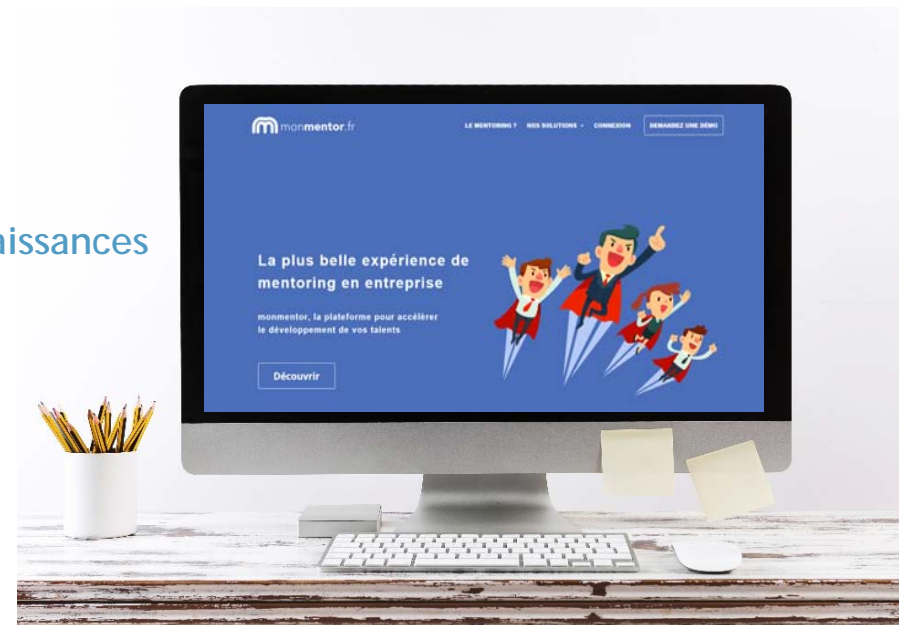 monmentor.fr
LE MENTORING ? NOS SOLUTIONS CONNEXION DEMANDEZ UNE DÉMO
aissances
La plus belle expérience de
mentoring en entreprise
monmentor, la plateforme pour accélérer
le développement de vos talents
Découvrir